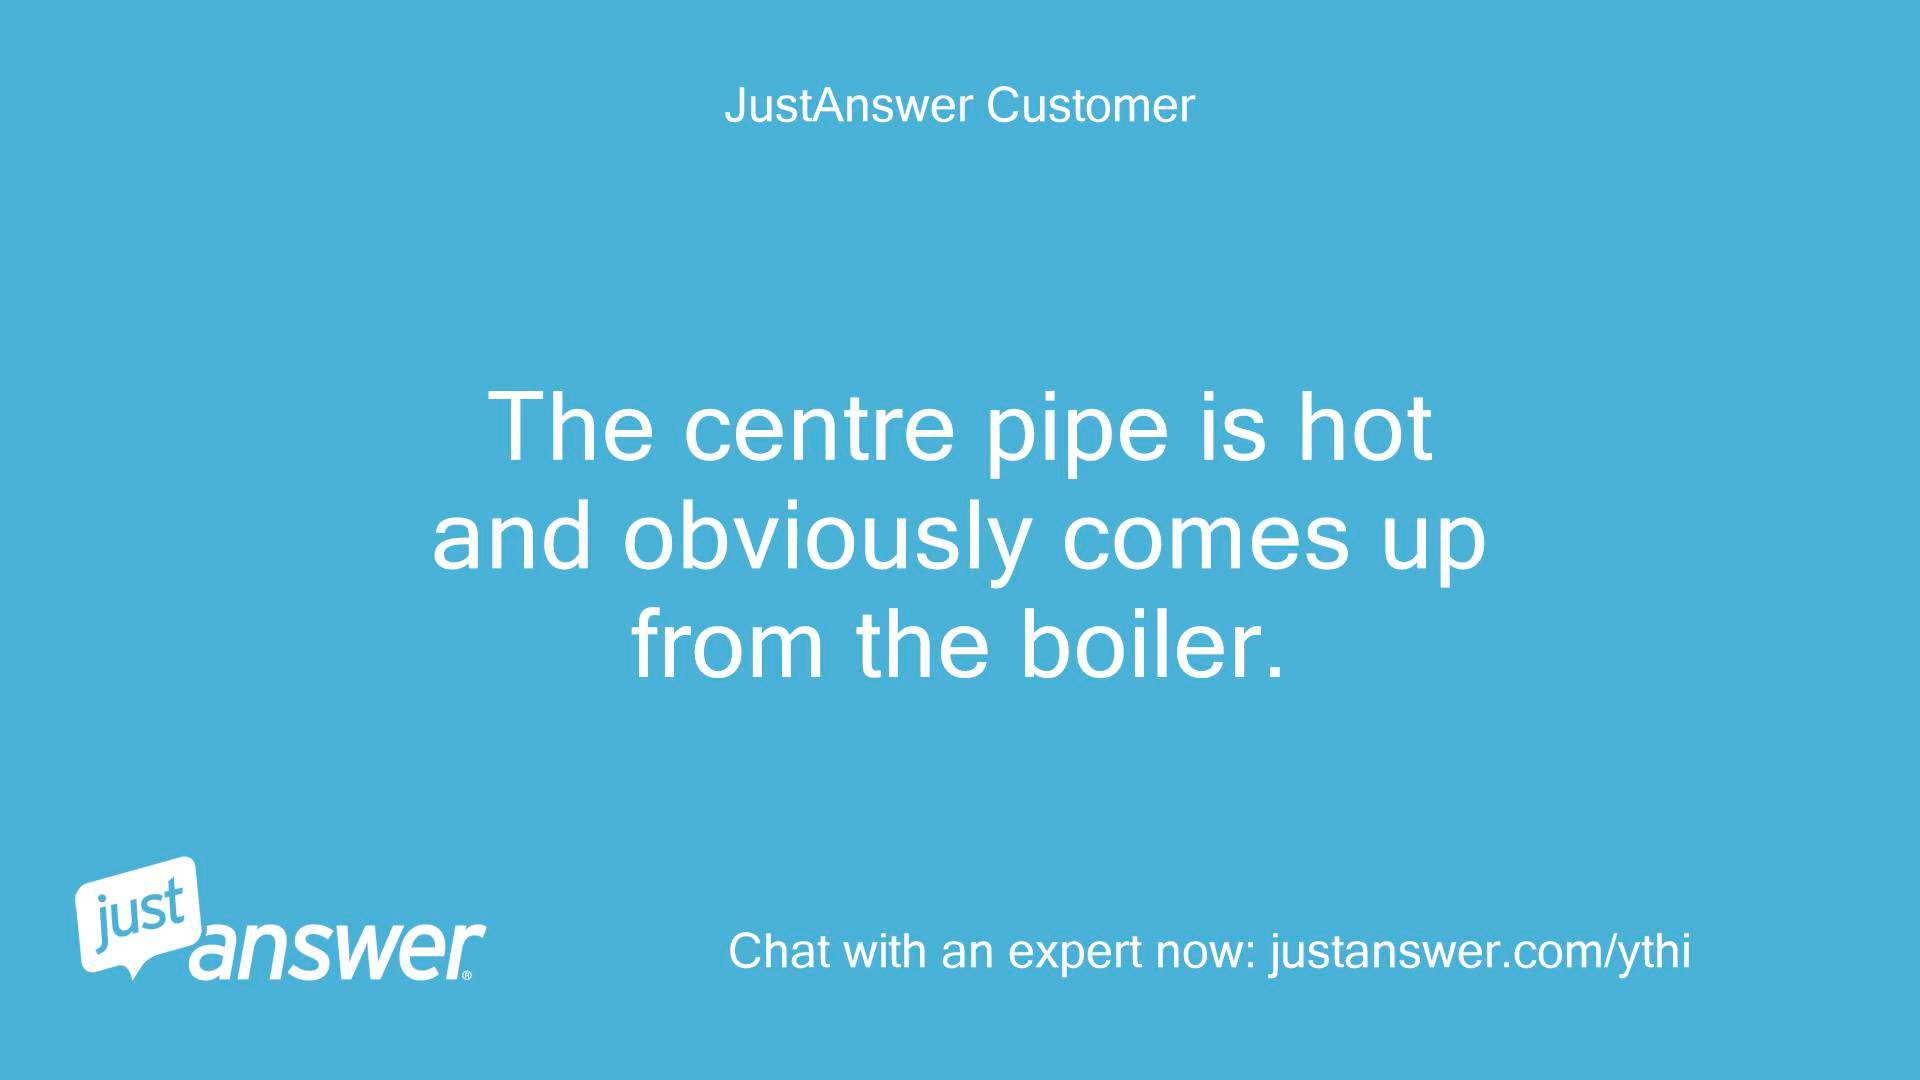 JustAnswer Customer
The centre pipe is hot
and obviously comes up
from the boiler.
just
answer®
Chat with an expert now: justanswer.com/ythi